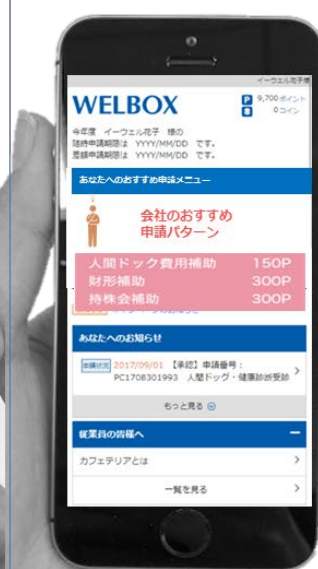 イーウェル花子様
WELBOX
P 9,700 ポイント
0 コイン
今年度 イーウェル花子 様の
随時申請期限は YYYY/MM/DD です。
差額申請期限は YYYY/MM/DD です。
あなたへのおすすめ申請メニュー
会社のおすすめ
申請パターン
人間ドック費用補助 150P
財形補助 300P
持株会補助 300P
あなたへのお知らせ
申請状況 2017/09/01 【承認】申請番号：
PC1708301993 人間ドッグ・健康診断受診
もっと見る
従業員の皆様へ
カフェテリアとは
一覧を見る